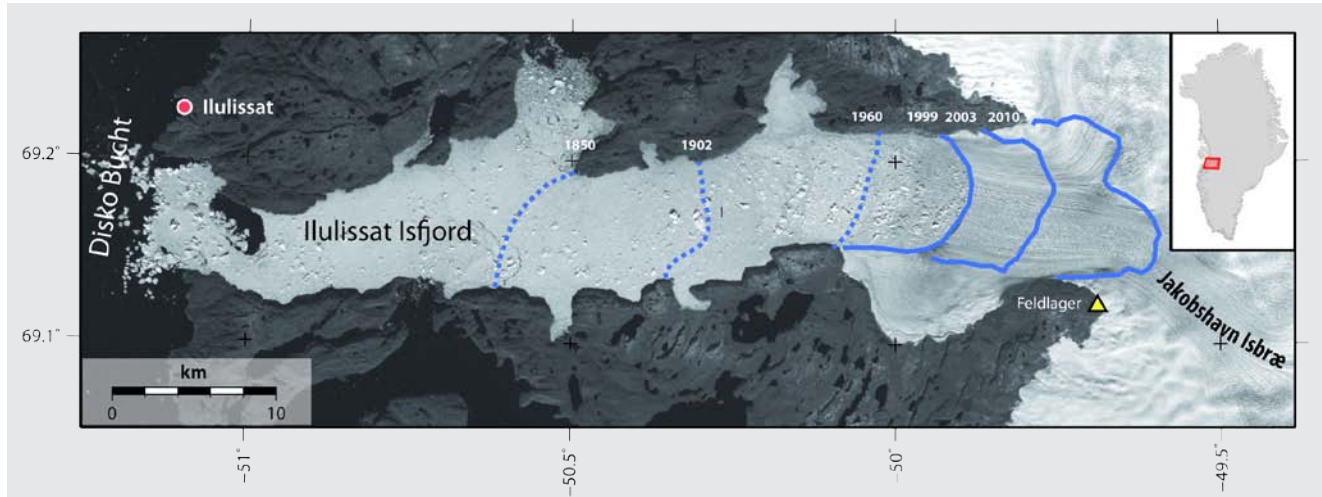 Ilulissat
Disko Bucht
Ilulissat Isfjord
1850
1902
1960
1999
2003
2010
Feldlager
Jakobshavn Isbræ
km
0 10
69.2°
69.1°
-51°
-50.5°
-50°
-49.5°